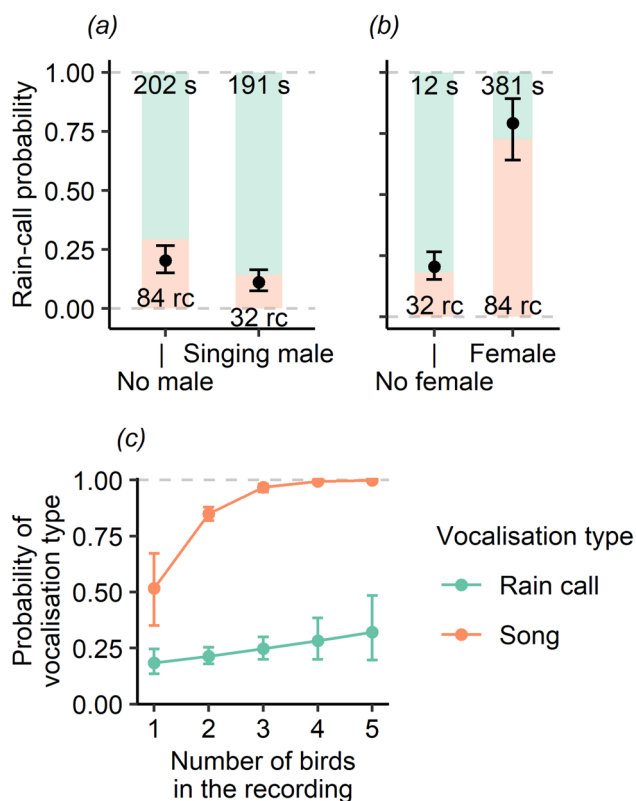 (a)
(b)
Rain-call probability
1.00
0.75
0.50
0.25
0.00
202 s
191 s
84 rc
32 rc
|
Singing male
No male
12 s
381 s
32 rc
84 rc
|
Female
No female
(c)
Probability of
vocalisation type
1.00
0.75
0.50
0.25
0.00
1 2 3 4 5
Number of birds
in the recording
Vocalisation type
Rain call
Song